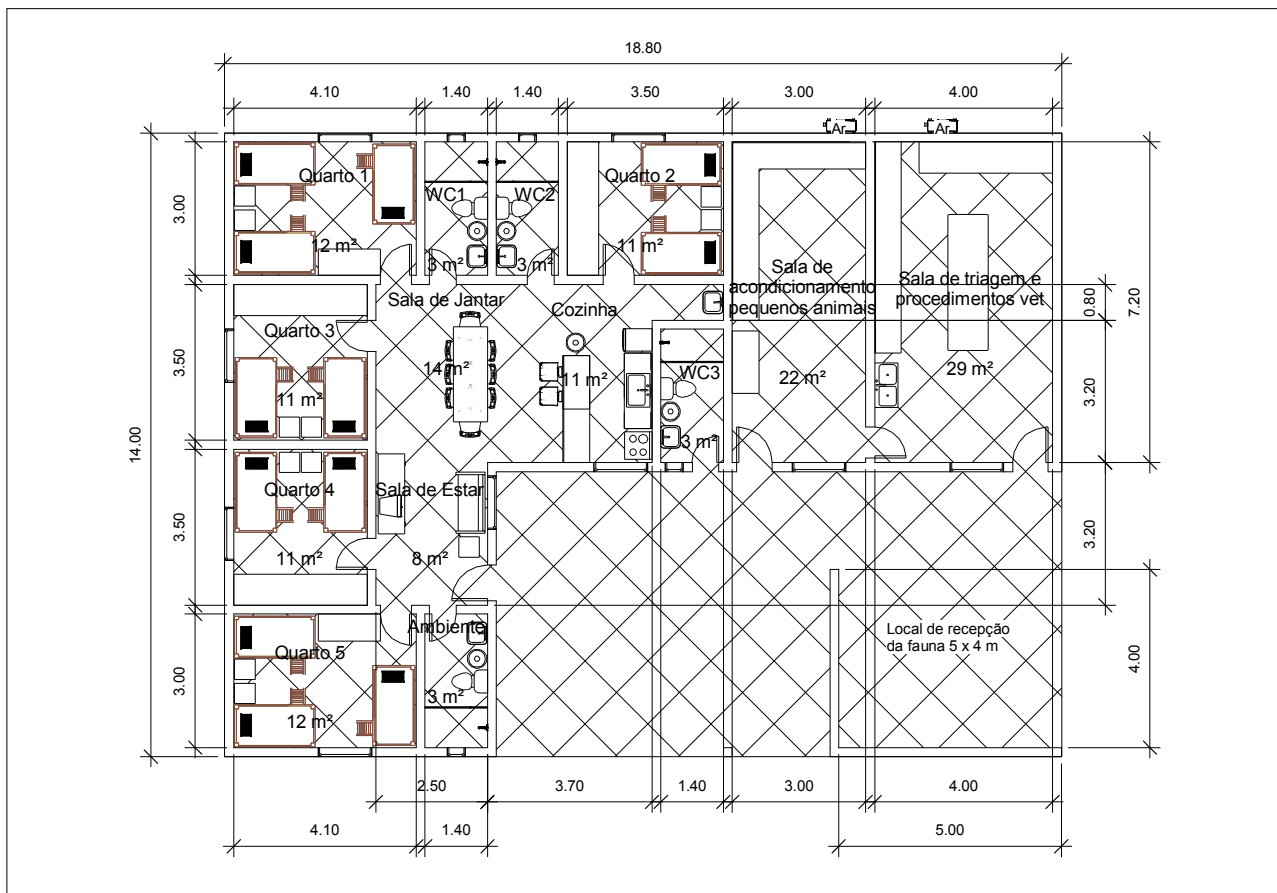 18.80
4.10
1.40
1.40
3.50
3.00
4.00
Ar
Ar
Quarto 1
12 m²
WC1
3 m²
WC2
3 m²
Quarto 2
11 m²
3.00
Sala de
acondicionamento
pequenos animais
22 m²
Sala de triagem e
procedimentos vet
29 m²
0.80
7.20
Sala de Jantar
14 m²
Cozinha
11 m²
Quarto 3
11 m²
3.50
WC3
3 m²
3.20
14.00
Quarto 4
11 m²
3.50
Sala de Estar
8 m²
3.20
Ambiente
3 m²
Quarto 5
12 m²
3.00
Local de recepção
da fauna 5 x 4 m
4.00
2.50
3.70
1.40
3.00
4.00
4.10
1.40
5.00